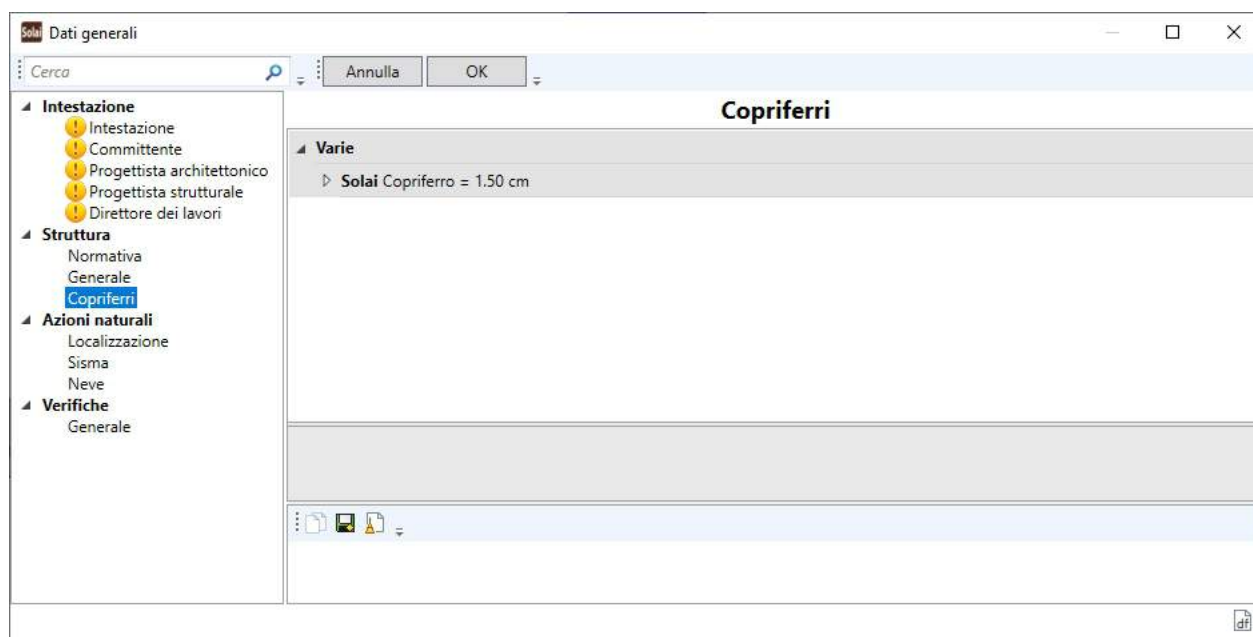 Solai Dati generali
Cerca Annulla OK
Intestazione
Intestazione
Committente
Progettista architettonico
Progettista strutturale
Direttore dei lavori
Struttura
Normativa
Generale
Copriferri
Azioni naturali
Localizzazione
Sisma
Neve
Verifiche
Generale
Copriferri
Varie
Solai Copriferro = 1.50 cm
df